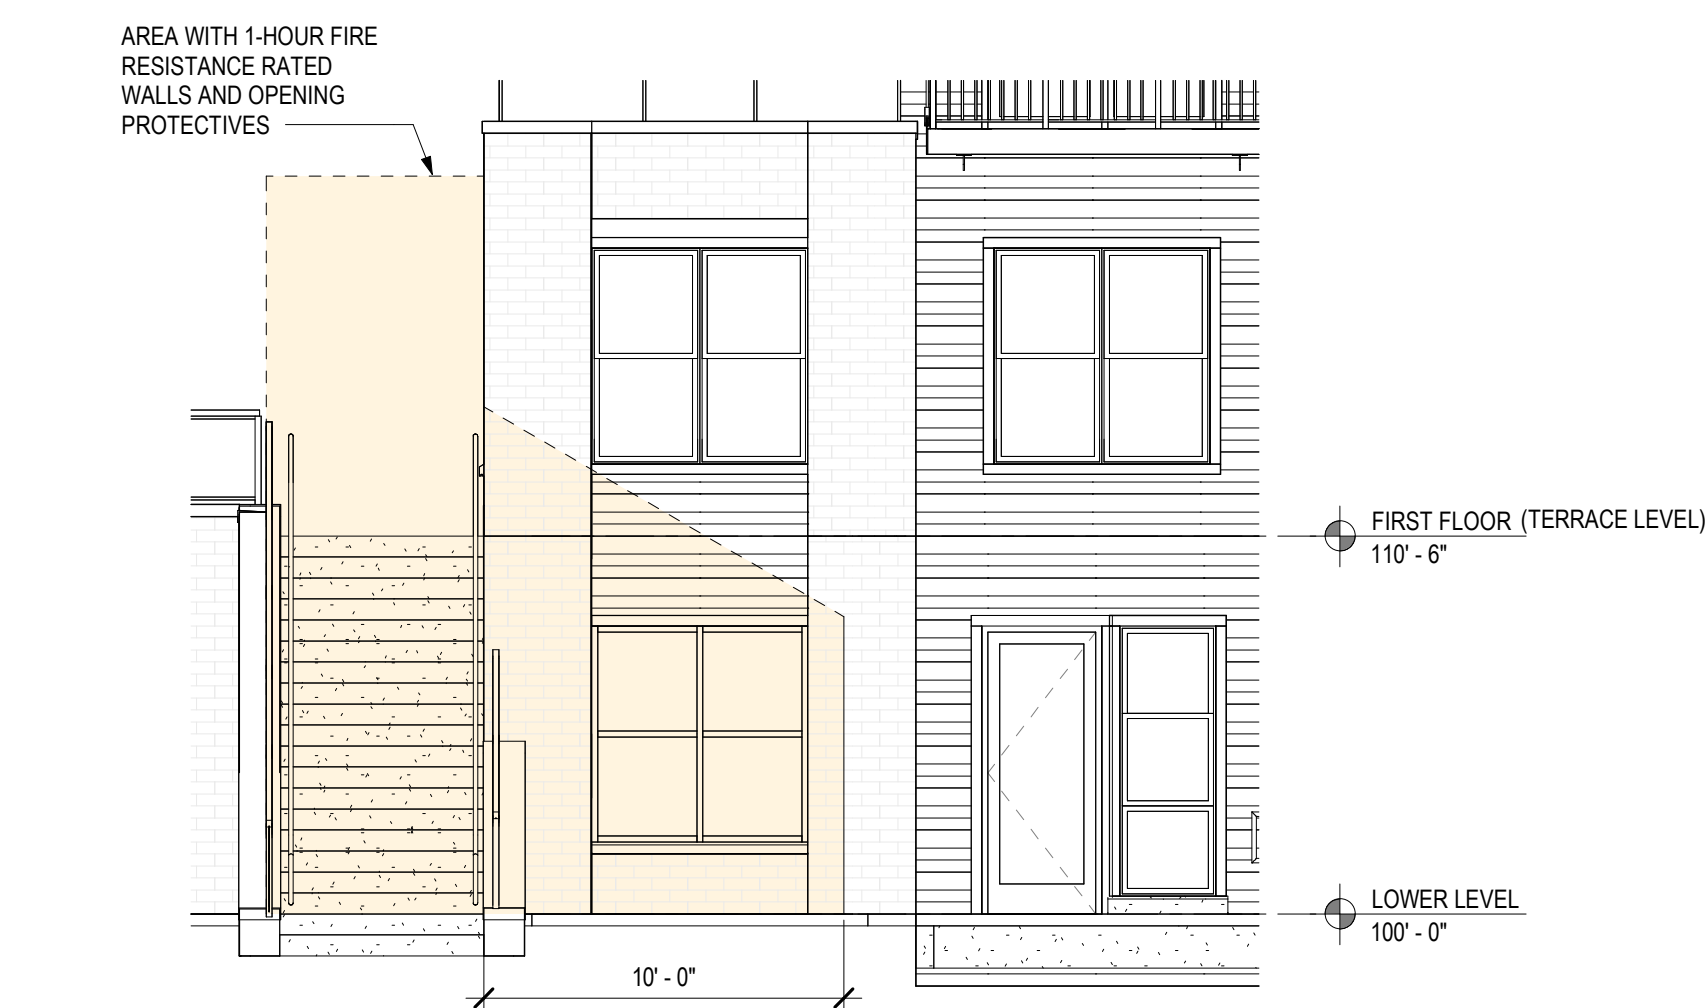 AREA WITH 1-HOUR FIRE
RESISTANCE RATED
WALLS AND OPENING
PROTECTIVES
FIRST FLOOR (TERRACE LEVEL)
110' - 6"
LOWER LEVEL
100' - 0"
10' - 0"